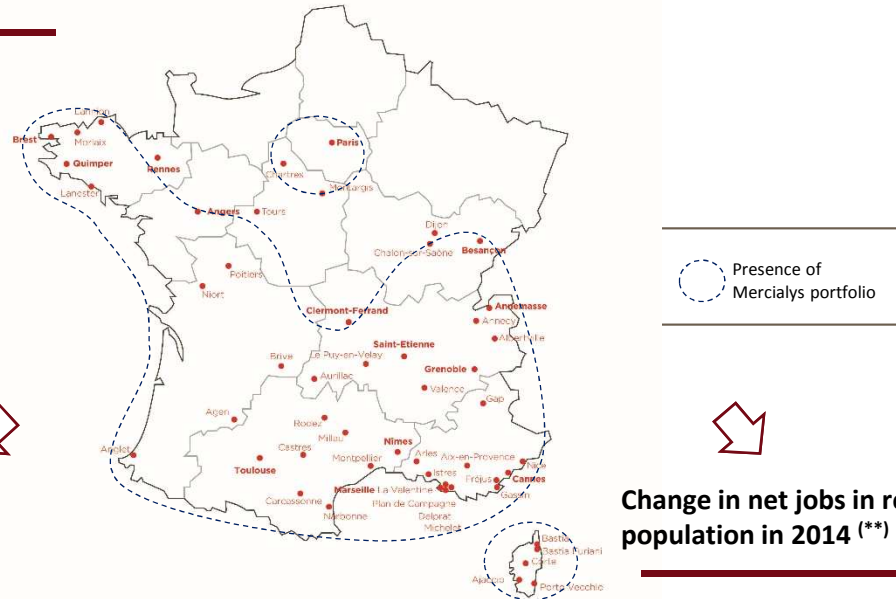 Lannion
Brest
Morlaix
Quimper
Rennes
Lanester
Paris
Chartres
Montargis
Angers
Tours
Dijon
Chalon-sur-Saône
Besançon
Poitiers
Niort
Presence of
Mercialys portfolio
Clermont-Ferrand
Annemasse
Annecy
Albertville
Saint-Etienne
Brive
Le Puy-en-Velay
Aurillac
Grenoble
Valence
Gap
Agen
Rodez
Millau
Anglet
Castres
Nîmes
Toulouse
Montpellier
Arles
Aix-en-Provence
Nice
Istres
Fréjus
Cannes
Carcassonne
Marseille
La Valentine
Gassin
Narbonne
Plan de Campagne
Delprat
Michelet
Change in net jobs in re
population in 2014 (**)
Bastia
Bastia Furiani
Corte
Ajaccio
Porto Vecchio